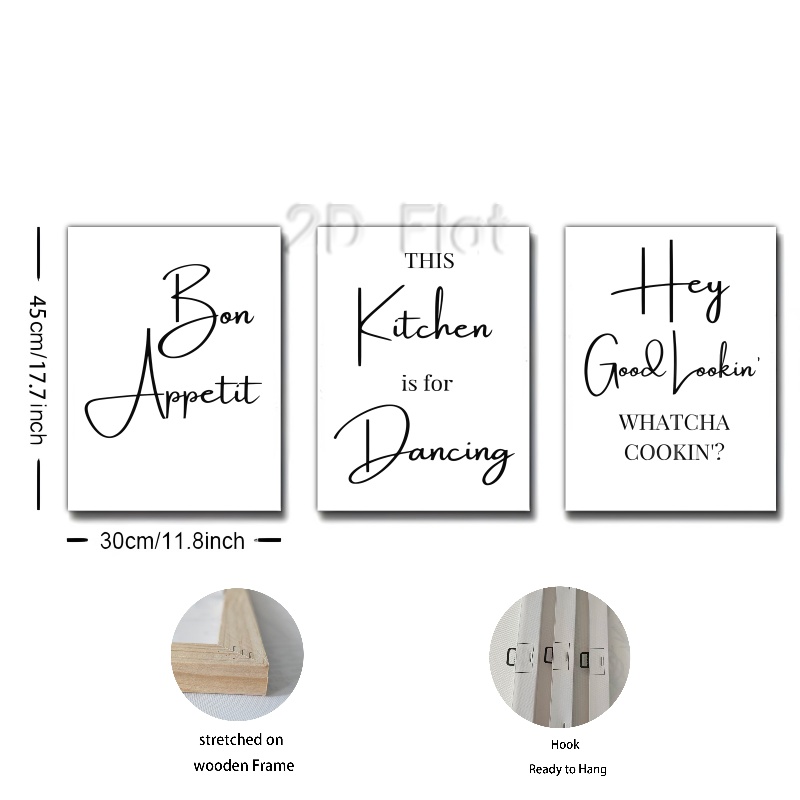 2D Flat
45cm/17.7inch
Bon
Appetit
THIS
Kitchen
is for
Dancing
Hey
Good Lookin'
WHATCHA
COOKIN'?
30cm/11.8inch
stretched on
wooden Frame
Hook
Ready to Hang